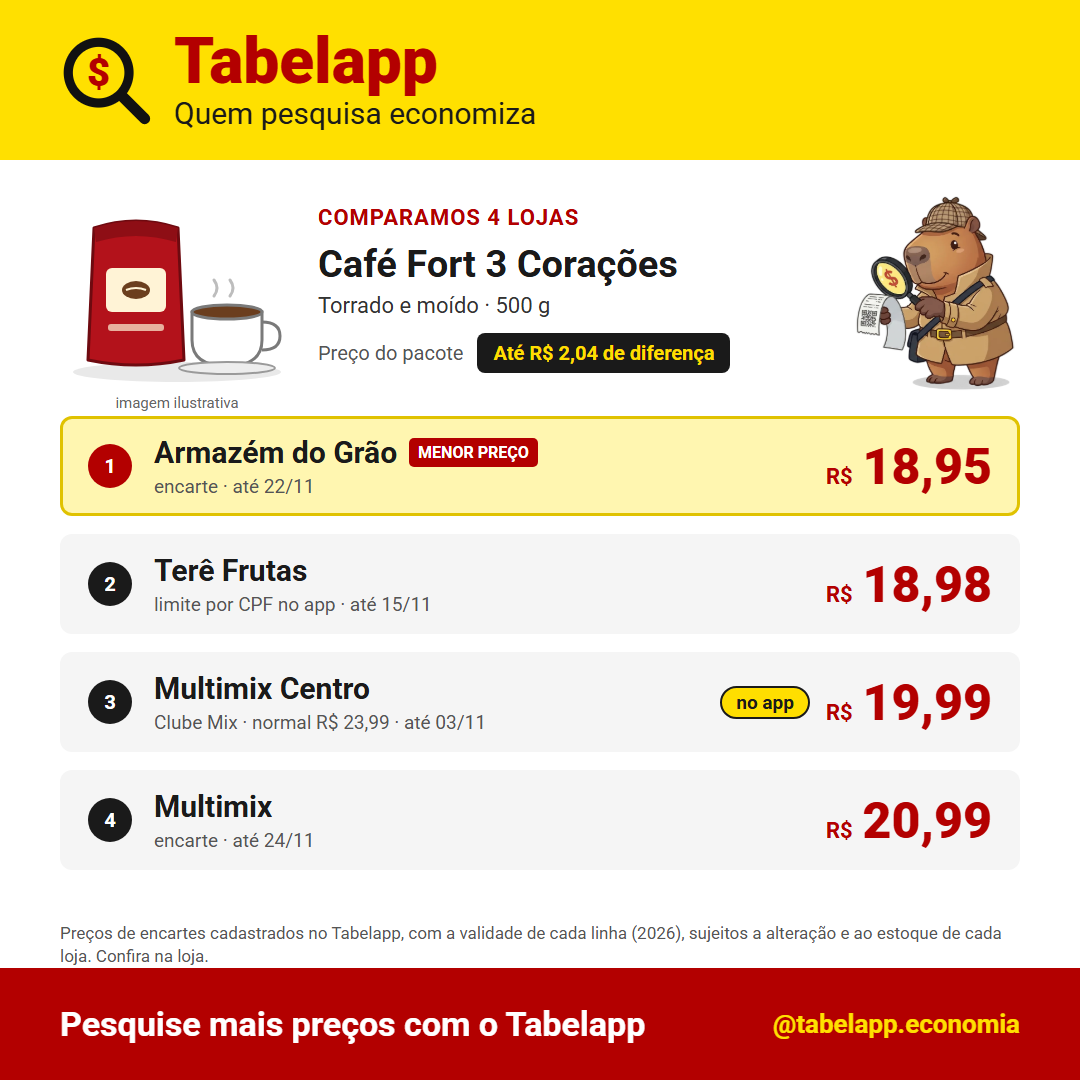 $
Tabelapp
Quem pesquisa economiza
COMPARAMOS 4 LOJAS
Café Fort 3 Corações
Torrado e moído · 500 g
Preço do pacote
Até R$ 2,04 de diferença
$
imagem ilustrativa
1
Armazém do Grão
MENOR PREÇO
encarte · até 22/11
R$ 18,95
2
Terê Frutas
limite por CPF no app · até 15/11
R$ 18,98
3
Multimix Centro
Clube Mix · normal R$ 23,99 · até 03/11
no app
R$ 19,99
4
Multimix
encarte · até 24/11
R$ 20,99
Preços de encartes cadastrados no Tabelapp, com a validade de cada linha (2026), sujeitos a alteração e ao estoque de cada
loja. Confira na loja.
Pesquise mais preços com o Tabelapp
@tabelapp.economia